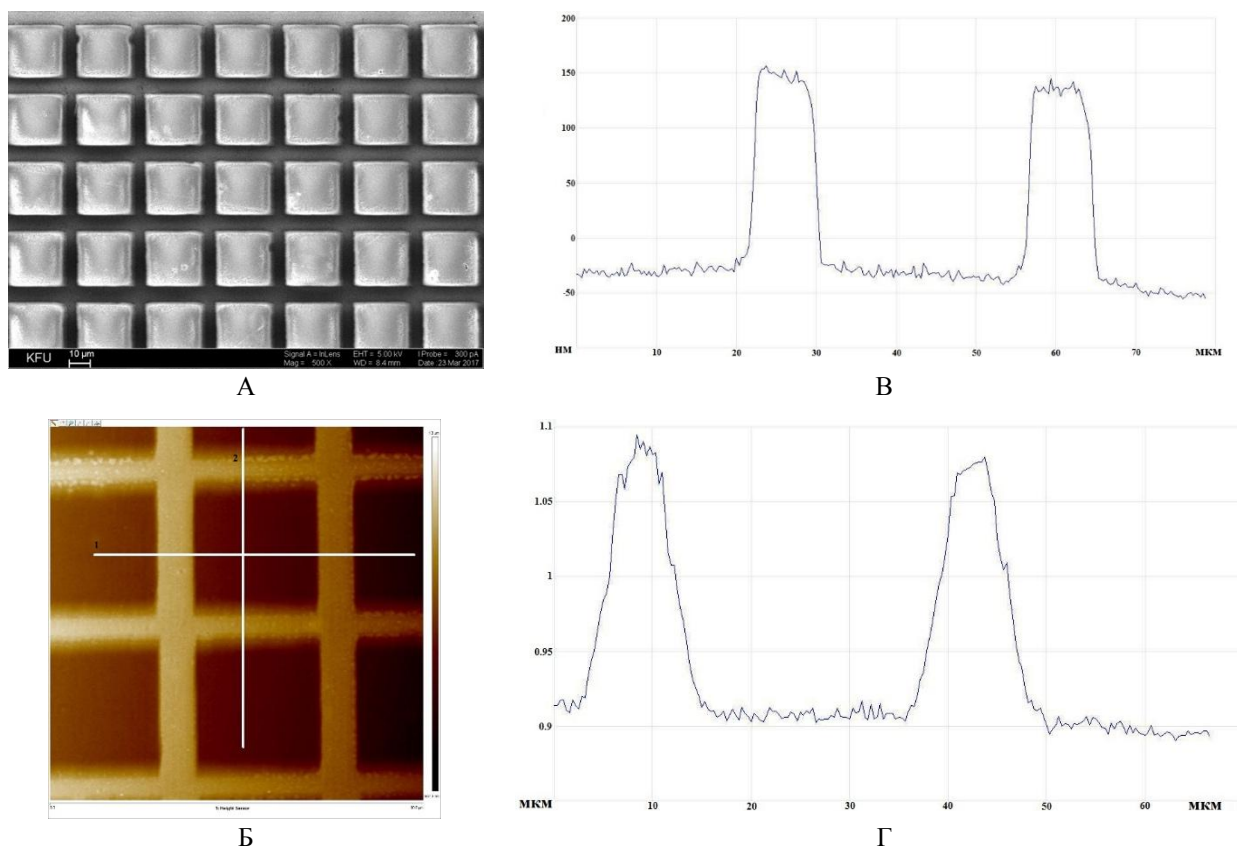 KFU
10 µm
Signal A = InLens EHT = 5.00 kV I Probe = 300 pA
Mag = 500 X WD = 8.4 mm Date :23 Mar 2017
А
200
150
100
50
0
-50
НМ 10 20 30 40 50 60 70 МКМ
В
2
1
Height Sensor
Б
1.1
1.05
1
0.95
0.9
МКМ 10 20 30 40 50 60 МКМ
Г